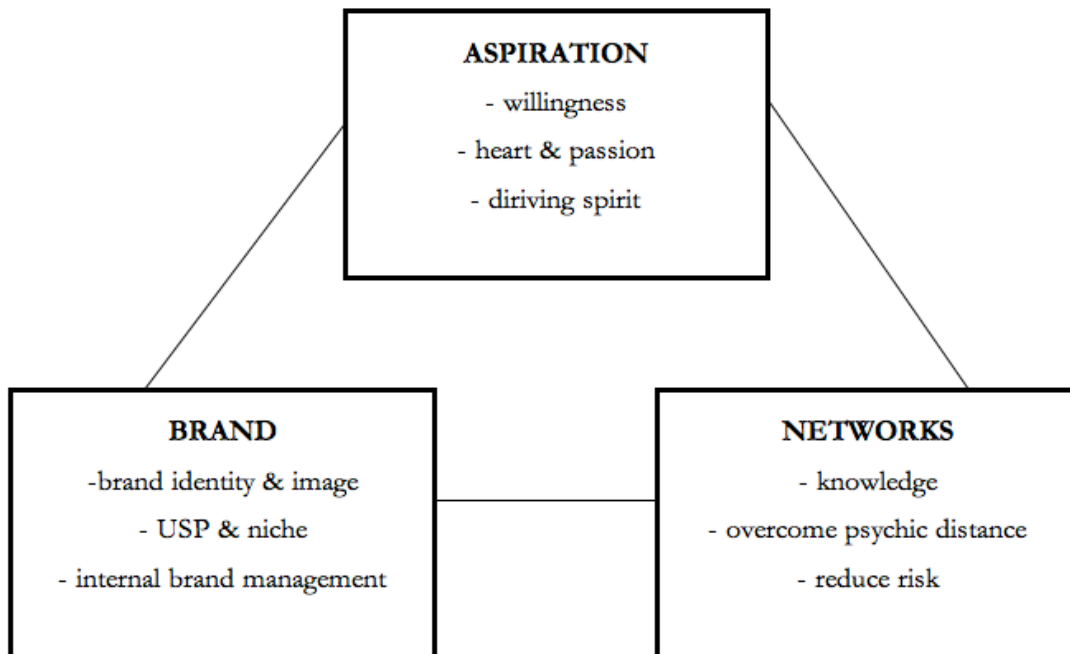 ASPIRATION
- willingness
- heart & passion
- diriving spirit
BRAND
-brand identity & image
- USP & niche
- internal brand management
NETWORKS
- knowledge
- overcome psychic distance
- reduce risk